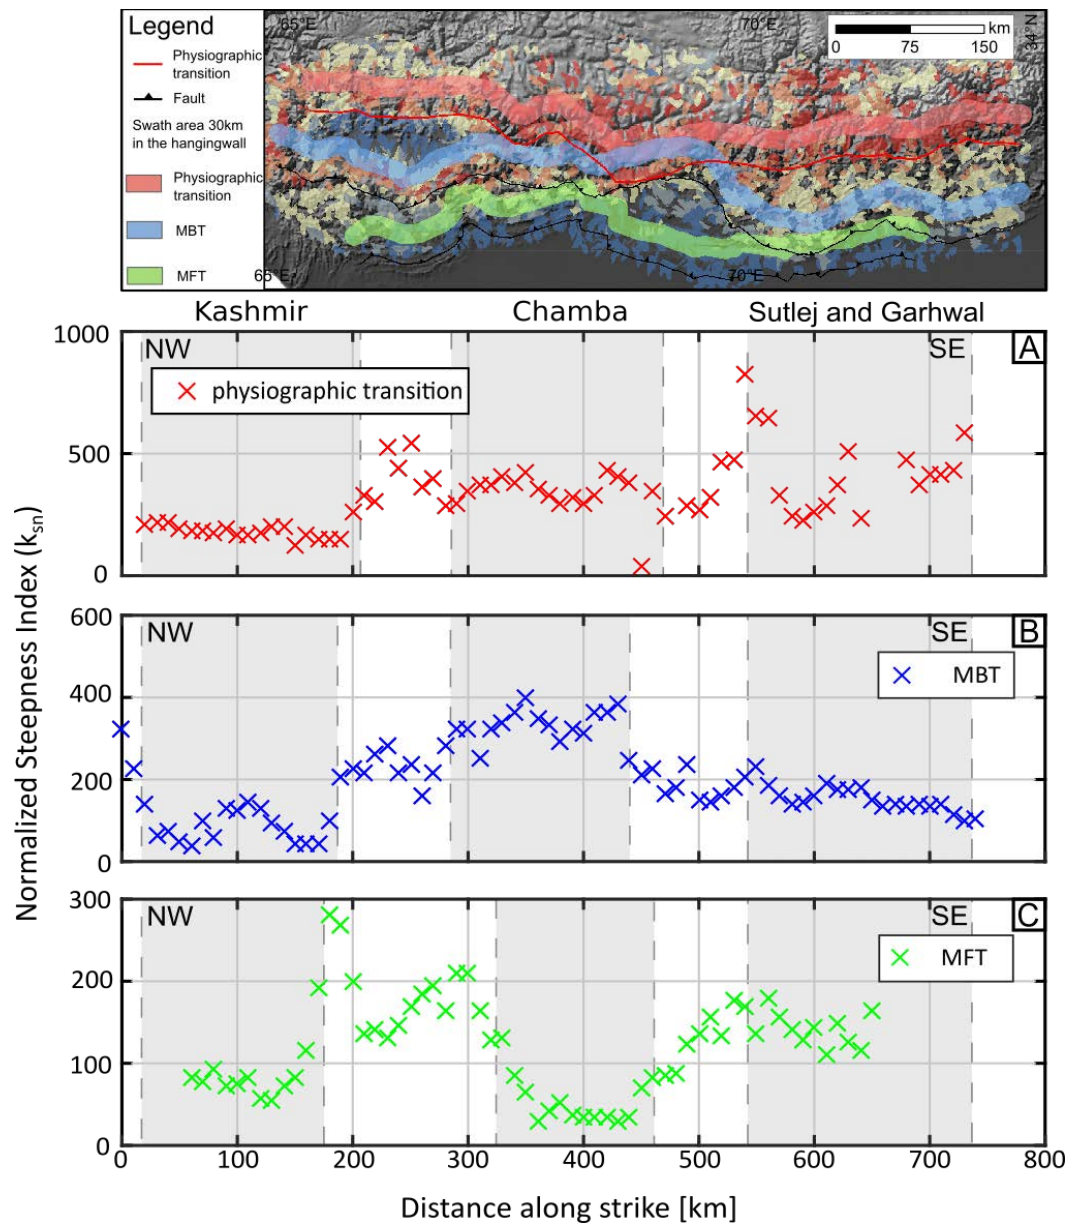 Legend
Physiographic
transition
Fault
Swath area 30km
in the hangingwall
Physiographic
transition
MBT
MFT
65°E
70°E
km
0 75 150
34°N
65°E
70°E
Kashmir Chamba Sutlej and Garhwal
Normalized Steepness Index (ksn)
1000
500
0
NW
SE
A
physiographic transition
600
400
200
0
NW
SE
B
MBT
300
200
100
0
NW
SE
C
MFT
0 100 200 300 400 500 600 700 800
Distance along strike [km]